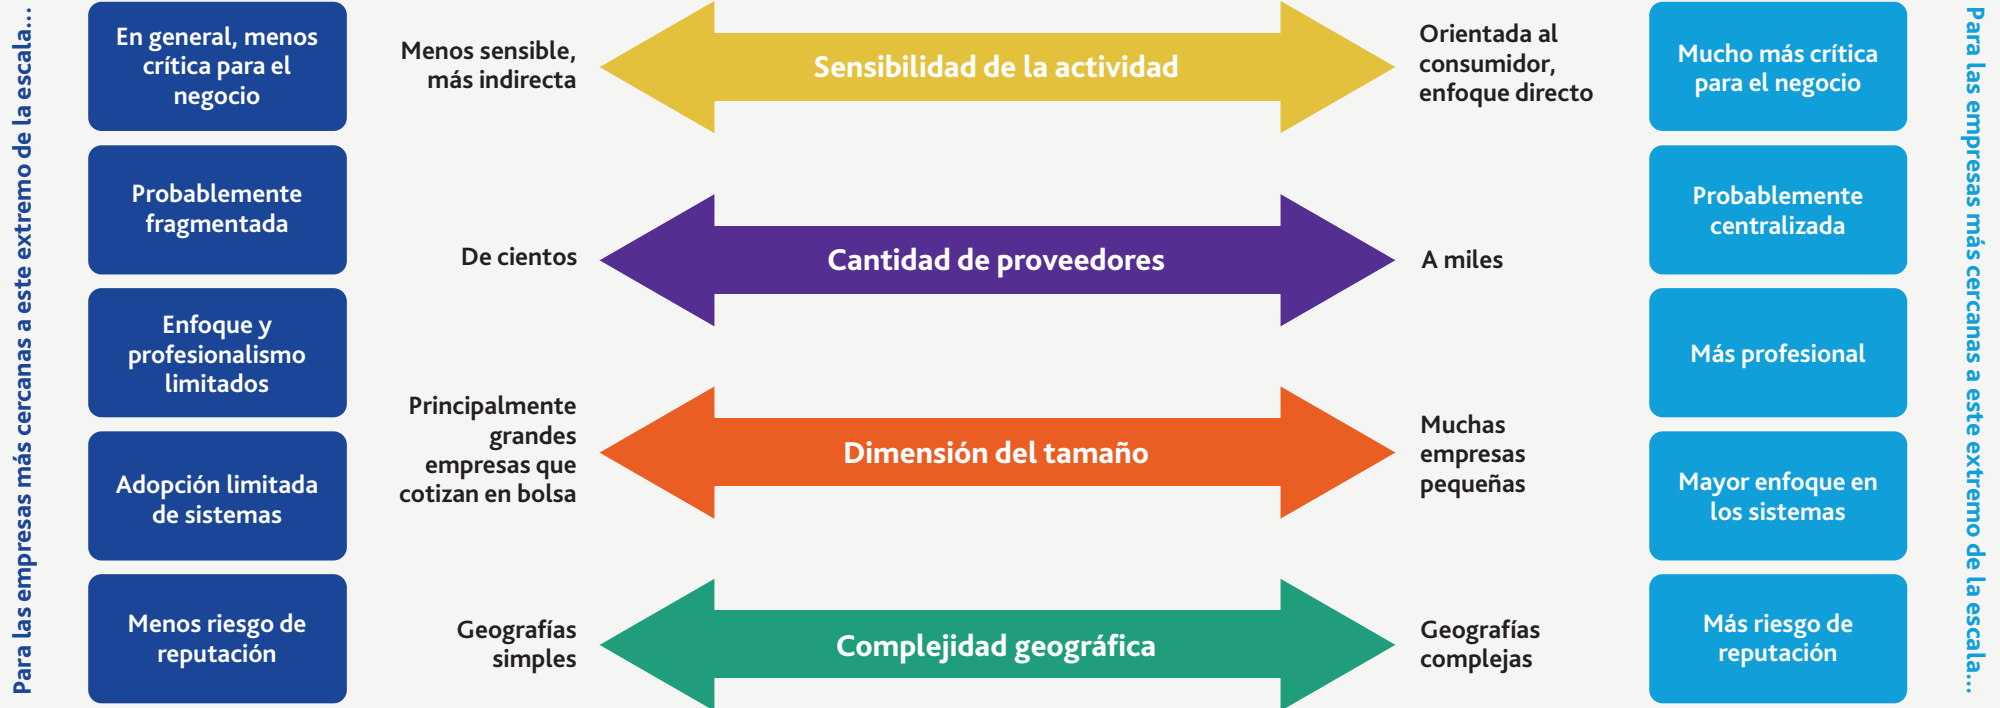 Para las empresas más cercanas a este extremo de la escala...
En general, menos
crítica para el
negocio
Probablemente
fragmentada
Enfoque y
profesionalismo
limitados
Adopción limitada
de sistemas
Menos riesgo de
reputación
Menos sensible,
más indirecta
Sensibilidad de la actividad
Orientada al
consumidor,
enfoque directo
De cientos
Cantidad de proveedores
A miles
Principalmente
grandes
empresas que
cotizan en bolsa
Dimensión del tamaño
Muchas
empresas
pequeñas
Geografías
simples
Complejidad geográfica
Geografías
complejas
Mucho más crítica
para el negocio
Probablemente
centralizada
Más profesional
Mayor enfoque en
los sistemas
Más riesgo de
reputación
Para las empresas más cercanas a este extremo de la escala...